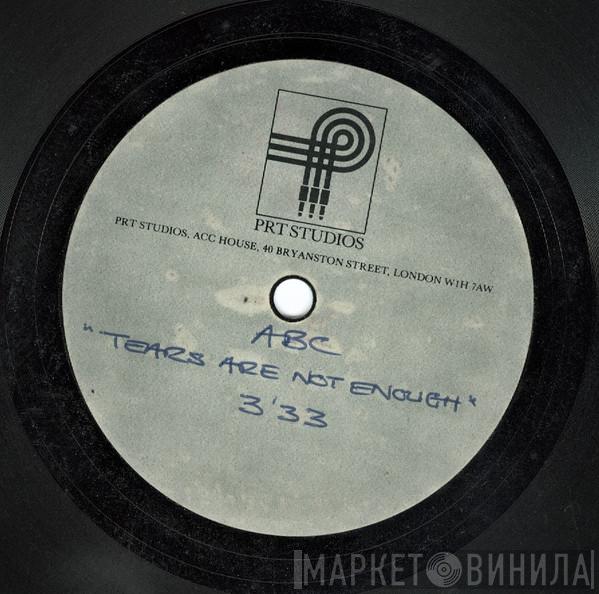 PRT STUDIOS
PRT STUDIOS, ACC HOUSE, 40 BRYANSTON STREET, LONDON W1H 7AW
ABC
"TEARS ARE NOT ENOUGH"
3'33
МАРКЕТ ВИНИЛА